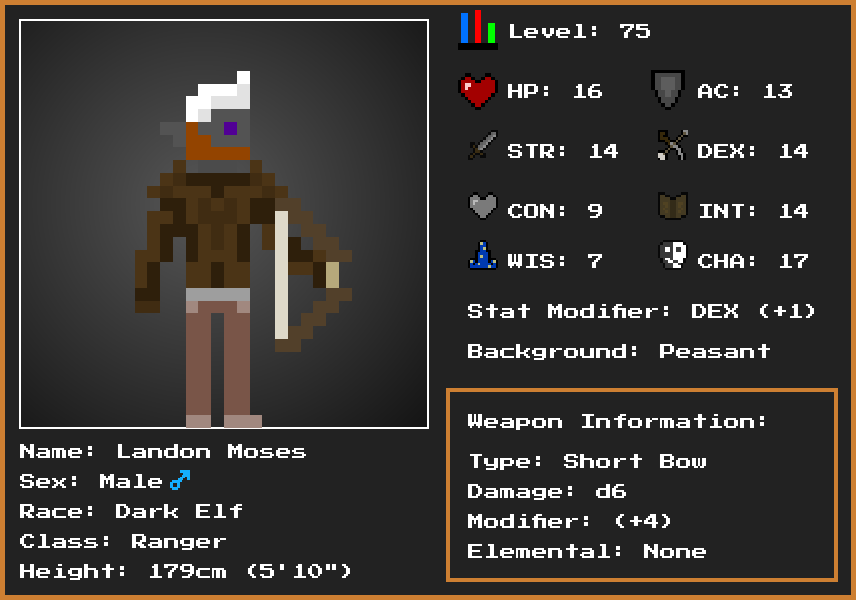 Level: 75
HP: 16
AC: 13
STR: 14
DEX: 14
CON: 9
INT: 14
WIS: 7
CHA: 17
Stat Modifier: DEX (+1)
Background: Peasant
Weapon Information:
Type: Short Bow
Damage: d6
Modifier: (+4)
Elemental: None
Name: Landon Moses
Sex: Male♂
Race: Dark Elf
Class: Ranger
Height: 179cm (5'10")